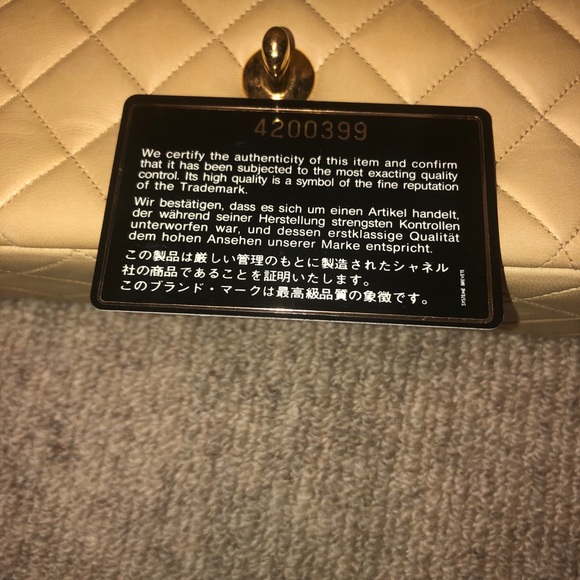 4200399
We certify the authenticity of this item and confirm
that it has been subjected to the most exacting quality
control. Its high quality is a symbol of the fine reputation
of the Trademark.
Wir bestätigen, dass es sich um einen Artikel handelt,
der während seiner Herstellung strengsten Kontrollen
unterworfen war, und dessen erstklassige Qualität
dem hohen Ansehen unserer Marke entspricht.
この製品は厳しい管理のもとに製造されたシャネル
社の商品であることを証明いたします。
このブランド・マークは最高級品質の象徴です。